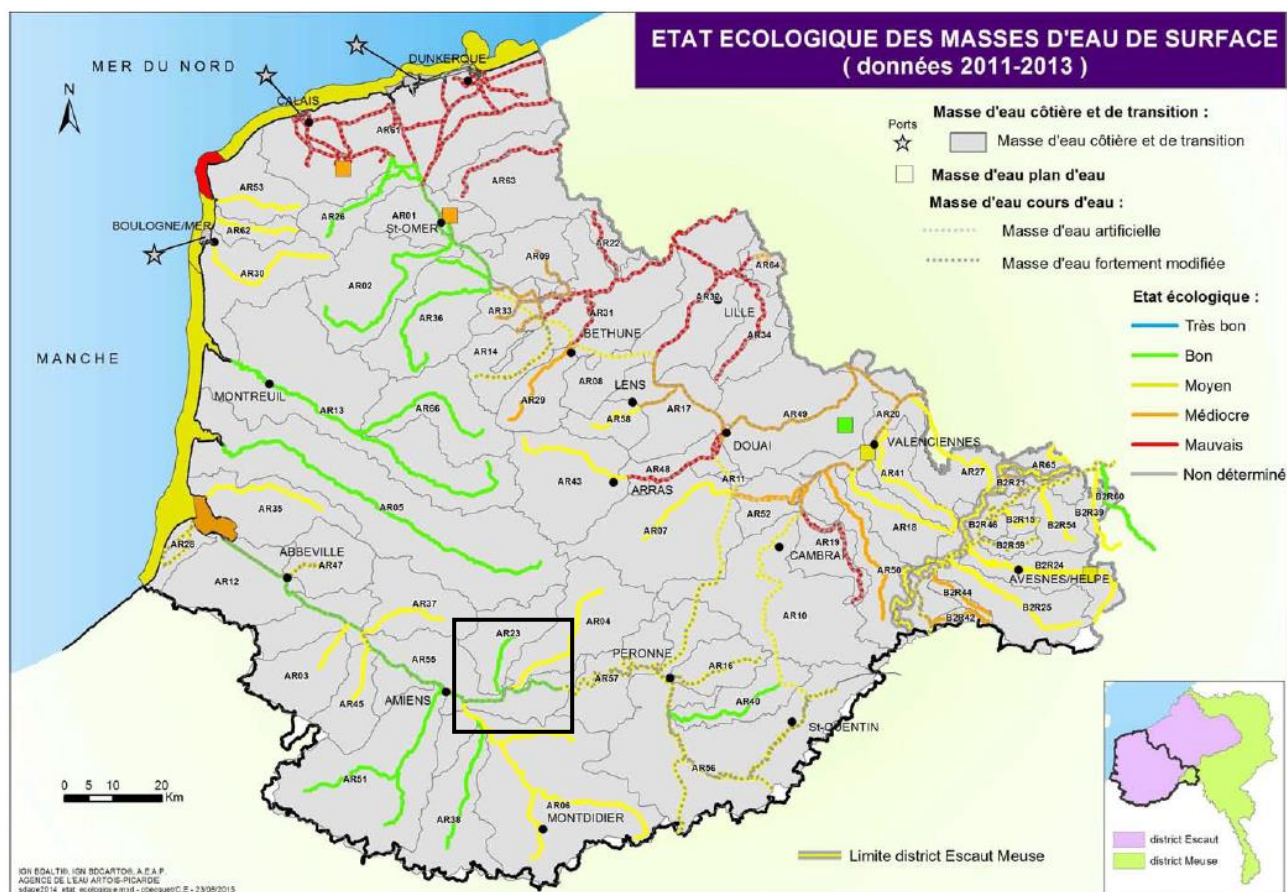 ETAT ECOLOGIQUE DES MASSES D'EAU DE SURFACE
( données 2011-2013 )
MER DU NORD
DUNKERQUE
N
CALAIS
AR61
Ports
Masse d'eau côtière et de transition :
Masse d'eau côtière et de transition
Masse d'eau plan d'eau
Masse d'eau cours d'eau :
Masse d'eau artificielle
Masse d'eau fortement modifiée
Etat écologique :
Très bon
Bon
Moyen
Médiocre
Mauvais
Non déterminé
AR53
AR63
AR26
AR01
St-OMER
BOULOGNE/MER
AR62
AR22
AR30
AR09
AR64
AR02
AR32
LILLE
AR33
AR31
AR36
BETHUNE
AR34
AR14
MANCHE
AR08
LENS
MONTREUIL
AR29
AR17
AR13
AR66
AR58
AR49
AR20
DOUAI
VALENCIENNES
AR48
AR43
ARRAS
AR11
AR41
AR27
AR65
B2R21
B2R60
B2R39
AR35
AR05
AR52
AR07
AR18
B2R46
B2R15
B2R54
B2R59
AR28
ABBEVILLE
AR47
CAMBRAI
AR19
B2R24
AVESNES/HELPE
AR12
AR50
B2R44
B2R25
AR37
AR04
AR10
B2R42
AR23
AR55
PERONNE
AR16
AR03
AR57
AMIENS
AR45
AR40
St-QUENTIN
AR56
AR51
AR06
AR38
MONTDIDIER
0 5 10 20
Km
Limite district Escaut Meuse
district Escaut
district Meuse
AGENCE DE L'EAU ARTOIS-PICARDIE